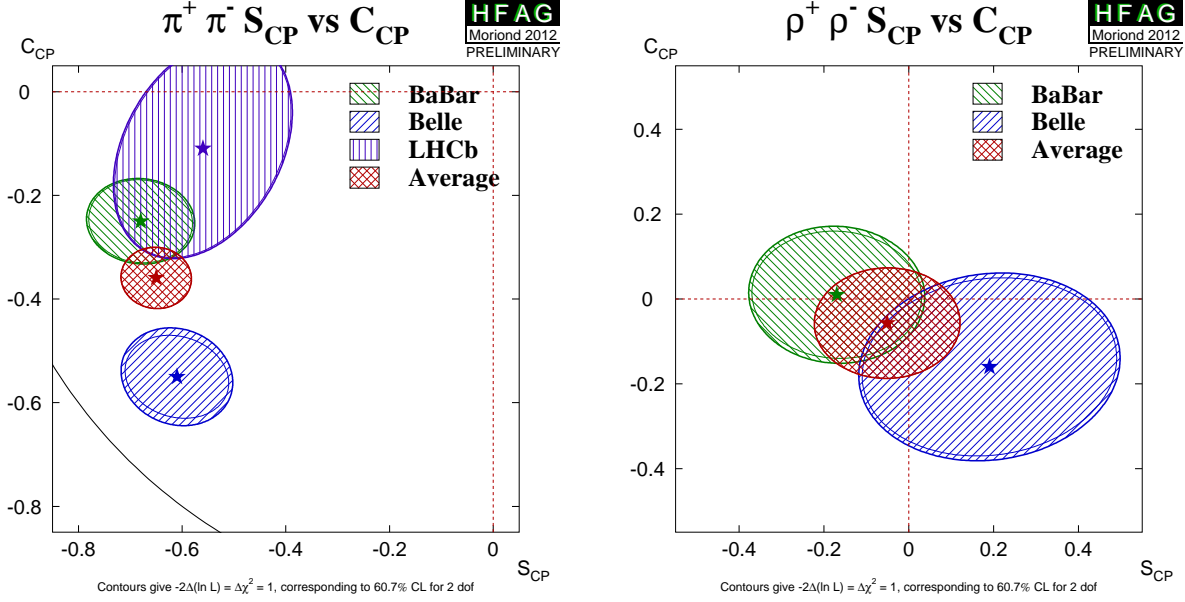 π+ π- S_CP vs C_CP
HFAG
Moriond 2012
PRELIMINARY
C_CP
BaBar
Belle
LHCb
Average
0
-0.2
-0.4
-0.6
-0.8
-0.8 -0.6 -0.4 -0.2 0
S_CP
Contours give -2Δ(ln L) = Δχ² = 1, corresponding to 60.7% CL for 2 dof
ρ+ ρ- S_CP vs C_CP
HFAG
Moriond 2012
PRELIMINARY
C_CP
BaBar
Belle
Average
0.4
0.2
0
-0.2
-0.4
-0.4 -0.2 0 0.2 0.4
S_CP
Contours give -2Δ(ln L) = Δχ² = 1, corresponding to 60.7% CL for 2 dof